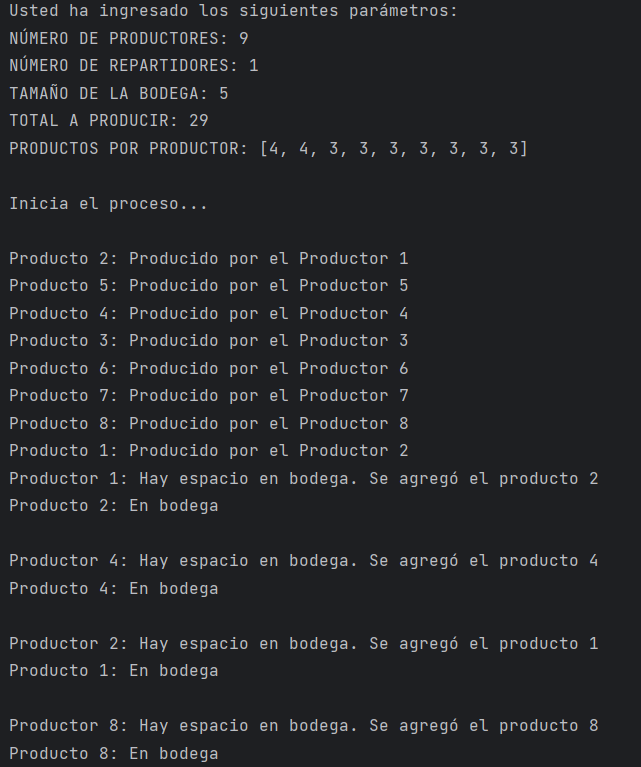 Usted ha ingresado los siguientes parámetros:
NÚMERO DE PRODUCTORES: 9
NÚMERO DE REPARTIDORES: 1
TAMAÑO DE LA BODEGA: 5
TOTAL A PRODUCIR: 29
PRODUCTOS POR PRODUCTOR: [4, 4, 3, 3, 3, 3, 3, 3, 3]
Inicia el proceso...
Producto 2: Producido por el Productor 1
Producto 5: Producido por el Productor 5
Producto 4: Producido por el Productor 4
Producto 3: Producido por el Productor 3
Producto 6: Producido por el Productor 6
Producto 7: Producido por el Productor 7
Producto 8: Producido por el Productor 8
Producto 1: Producido por el Productor 2
Productor 1: Hay espacio en bodega. Se agregó el producto 2
Producto 2: En bodega
Productor 4: Hay espacio en bodega. Se agregó el producto 4
Producto 4: En bodega
Productor 2: Hay espacio en bodega. Se agregó el producto 1
Producto 1: En bodega
Productor 8: Hay espacio en bodega. Se agregó el producto 8
Producto 8: En bodega